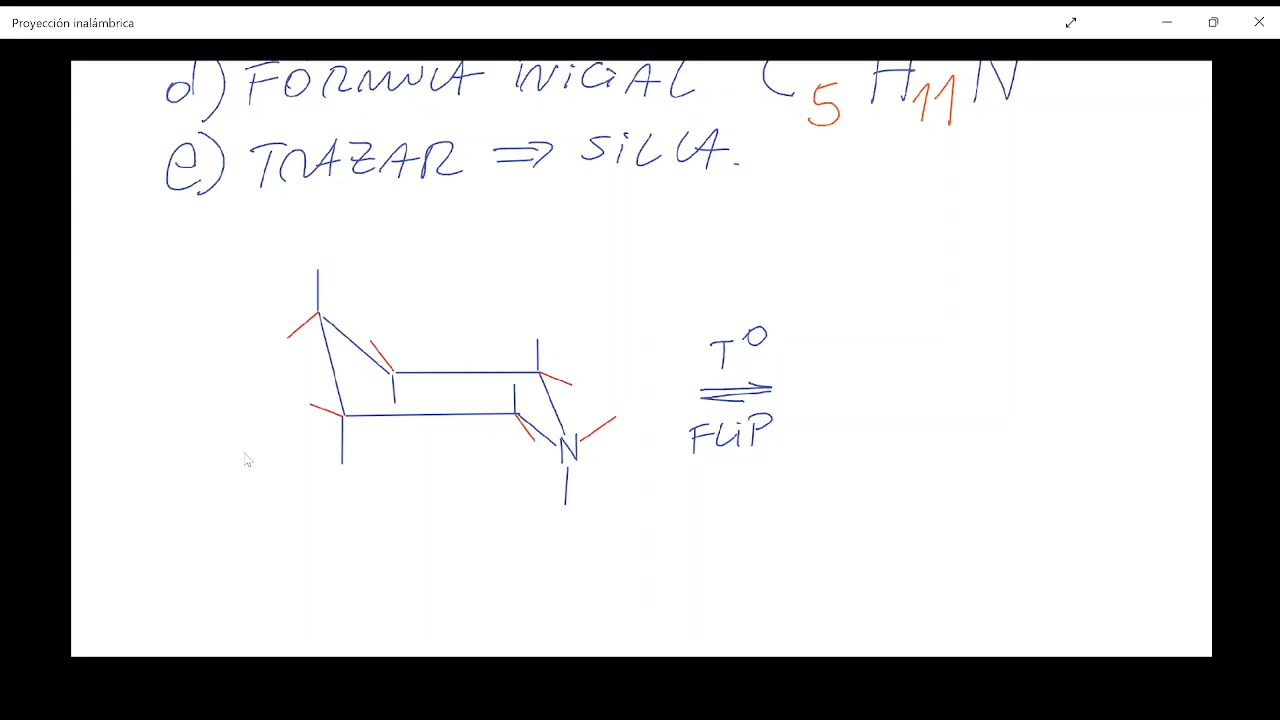 Proyección inalámbrica
d) FORMULA INICIAL C5H11N
e) TRAZAR ⇒ SILLA.
T°
⇌
FLIP
N